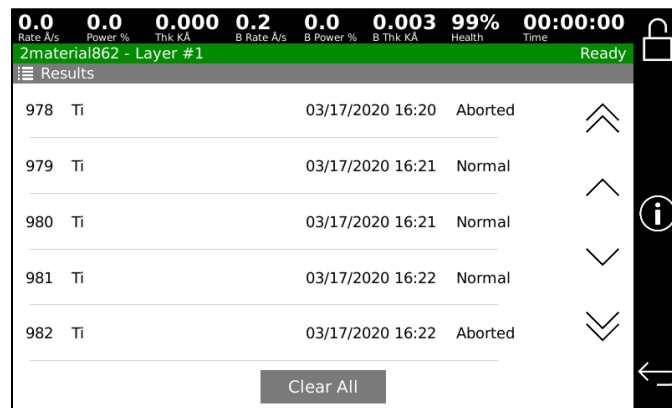 0.0 0.0 0.000 0.2 0.0 0.003 99% 00:00:00
Rate Å/s Power % Thk KÅ B Rate Å/s B Power % B Thk KÅ Health Time
2material862 - Layer #1 Ready
Results
978 Ti 03/17/2020 16:20 Aborted
979 Ti 03/17/2020 16:21 Normal
980 Ti 03/17/2020 16:21 Normal
981 Ti 03/17/2020 16:22 Normal
982 Ti 03/17/2020 16:22 Aborted
Clear All